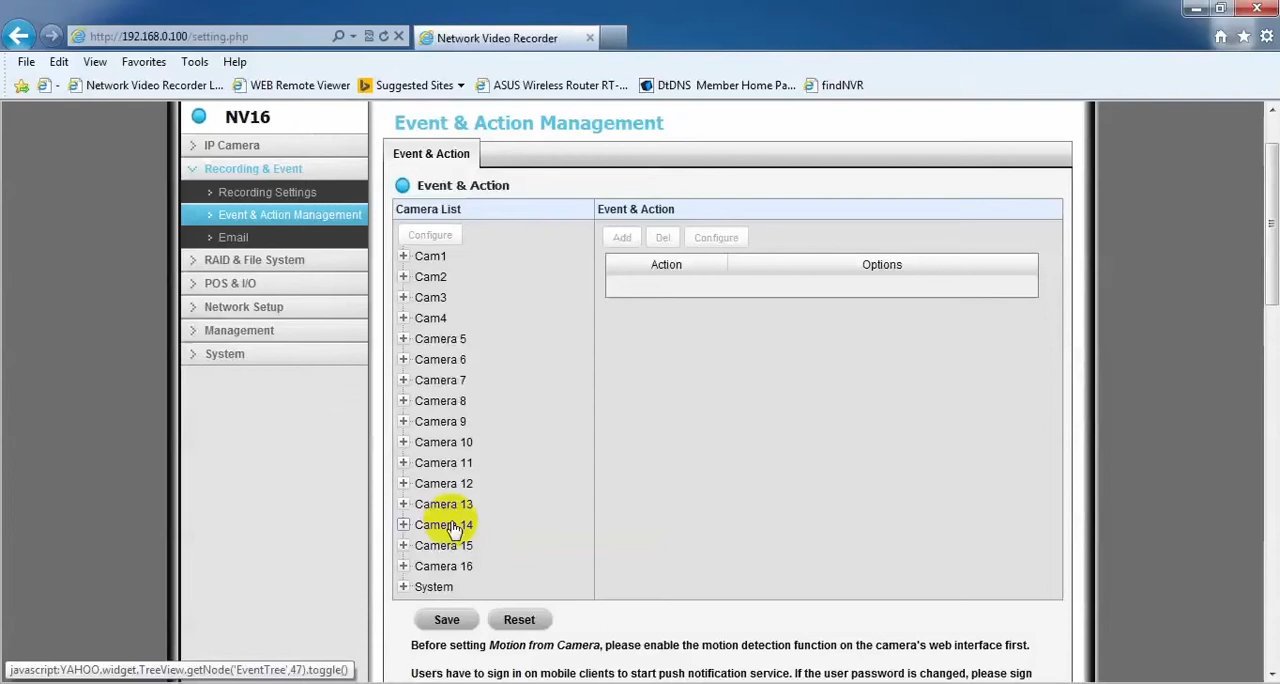 http://192.168.0.100/setting.php
Network Video Recorder
File Edit View Favorites Tools Help
Network Video Recorder L... WEB Remote Viewer Suggested Sites ASUS Wireless Router RT-... DtDNS Member Home Pa... findNVR
NV16
IP Camera
Recording & Event
Recording Settings
Event & Action Management
Email
RAID & File System
POS & I/O
Network Setup
Management
System
Event & Action Management
Event & Action
Event & Action
Camera List
Configure
Cam1
Cam2
Cam3
Cam4
Camera 5
Camera 6
Camera 7
Camera 8
Camera 9
Camera 10
Camera 11
Camera 12
Camera 13
Camera 14
Camera 15
Camera 16
System
Event & Action
Add Del Configure
Action Options
Save Reset
Before setting Motion from Camera, please enable the motion detection function on the camera's web interface first.
Users have to sign in on mobile clients to start push notification service. If the user password is changed, please sign
javascript:YAHOO.widget.TreeView.getNode('EventTree',47).toggle()